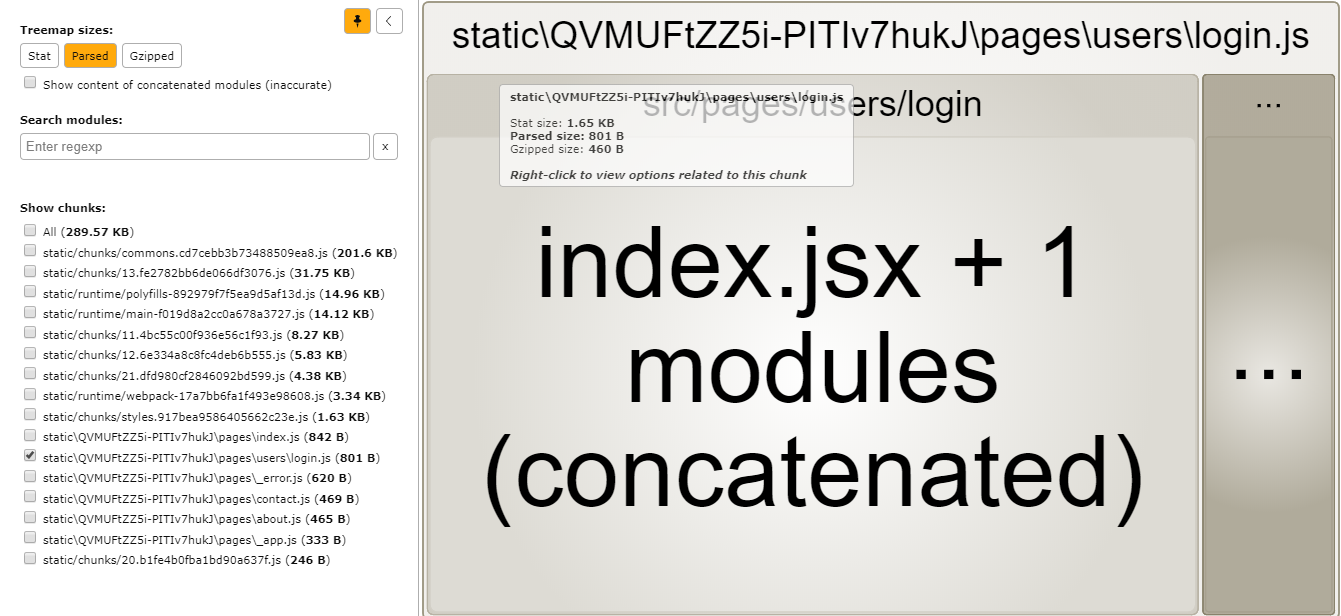 Treemap sizes:
Stat Parsed Gzipped
Show content of concatenated modules (inaccurate)
Search modules:
Enter regexp x
Show chunks:
All (289.57 KB)
static/chunks/commons.cd7cebb3b73488509ea8.js (201.6 KB)
static/chunks/13.fe2782bb6de066df3076.js (31.75 KB)
static/runtime/polyfills-892979f7f5ea9d5af13d.js (14.96 KB)
static/runtime/main-f019d8a2cc0a678a3727.js (14.12 KB)
static/chunks/11.4bc55c00f936e56c1f93.js (8.27 KB)
static/chunks/12.6e334a8c8fc4deb6b555.js (5.83 KB)
static/chunks/21.dfd980cf2846092bd599.js (4.38 KB)
static/runtime/webpack-17a7bb6fa1f493e98608.js (3.34 KB)
static/chunks/styles.917bea9586405662c23e.js (1.63 KB)
static\QVMUFtZZ5i-PITIv7hukJ\pages\index.js (842 B)
static\QVMUFtZZ5i-PITIv7hukJ\pages\users\login.js (801 B)
static\QVMUFtZZ5i-PITIv7hukJ\pages\_error.js (620 B)
static\QVMUFtZZ5i-PITIv7hukJ\pages\contact.js (469 B)
static\QVMUFtZZ5i-PITIv7hukJ\pages\about.js (465 B)
static\QVMUFtZZ5i-PITIv7hukJ\pages\_app.js (333 B)
static/chunks/20.b1fe4b0fba1bd90a637f.js (246 B)
static\QVMUFtZZ5i-PITIv7hukJ\pages\users\login.js
src/pages/users/login
...
static\QVMUFtZZ5i-PITIv7hukJ\pages\users\login.js
Stat size: 1.65 KB
Parsed size: 801 B
Gzipped size: 460 B
Right-click to view options related to this chunk
index.jsx + 1
modules
(concatenated)
...